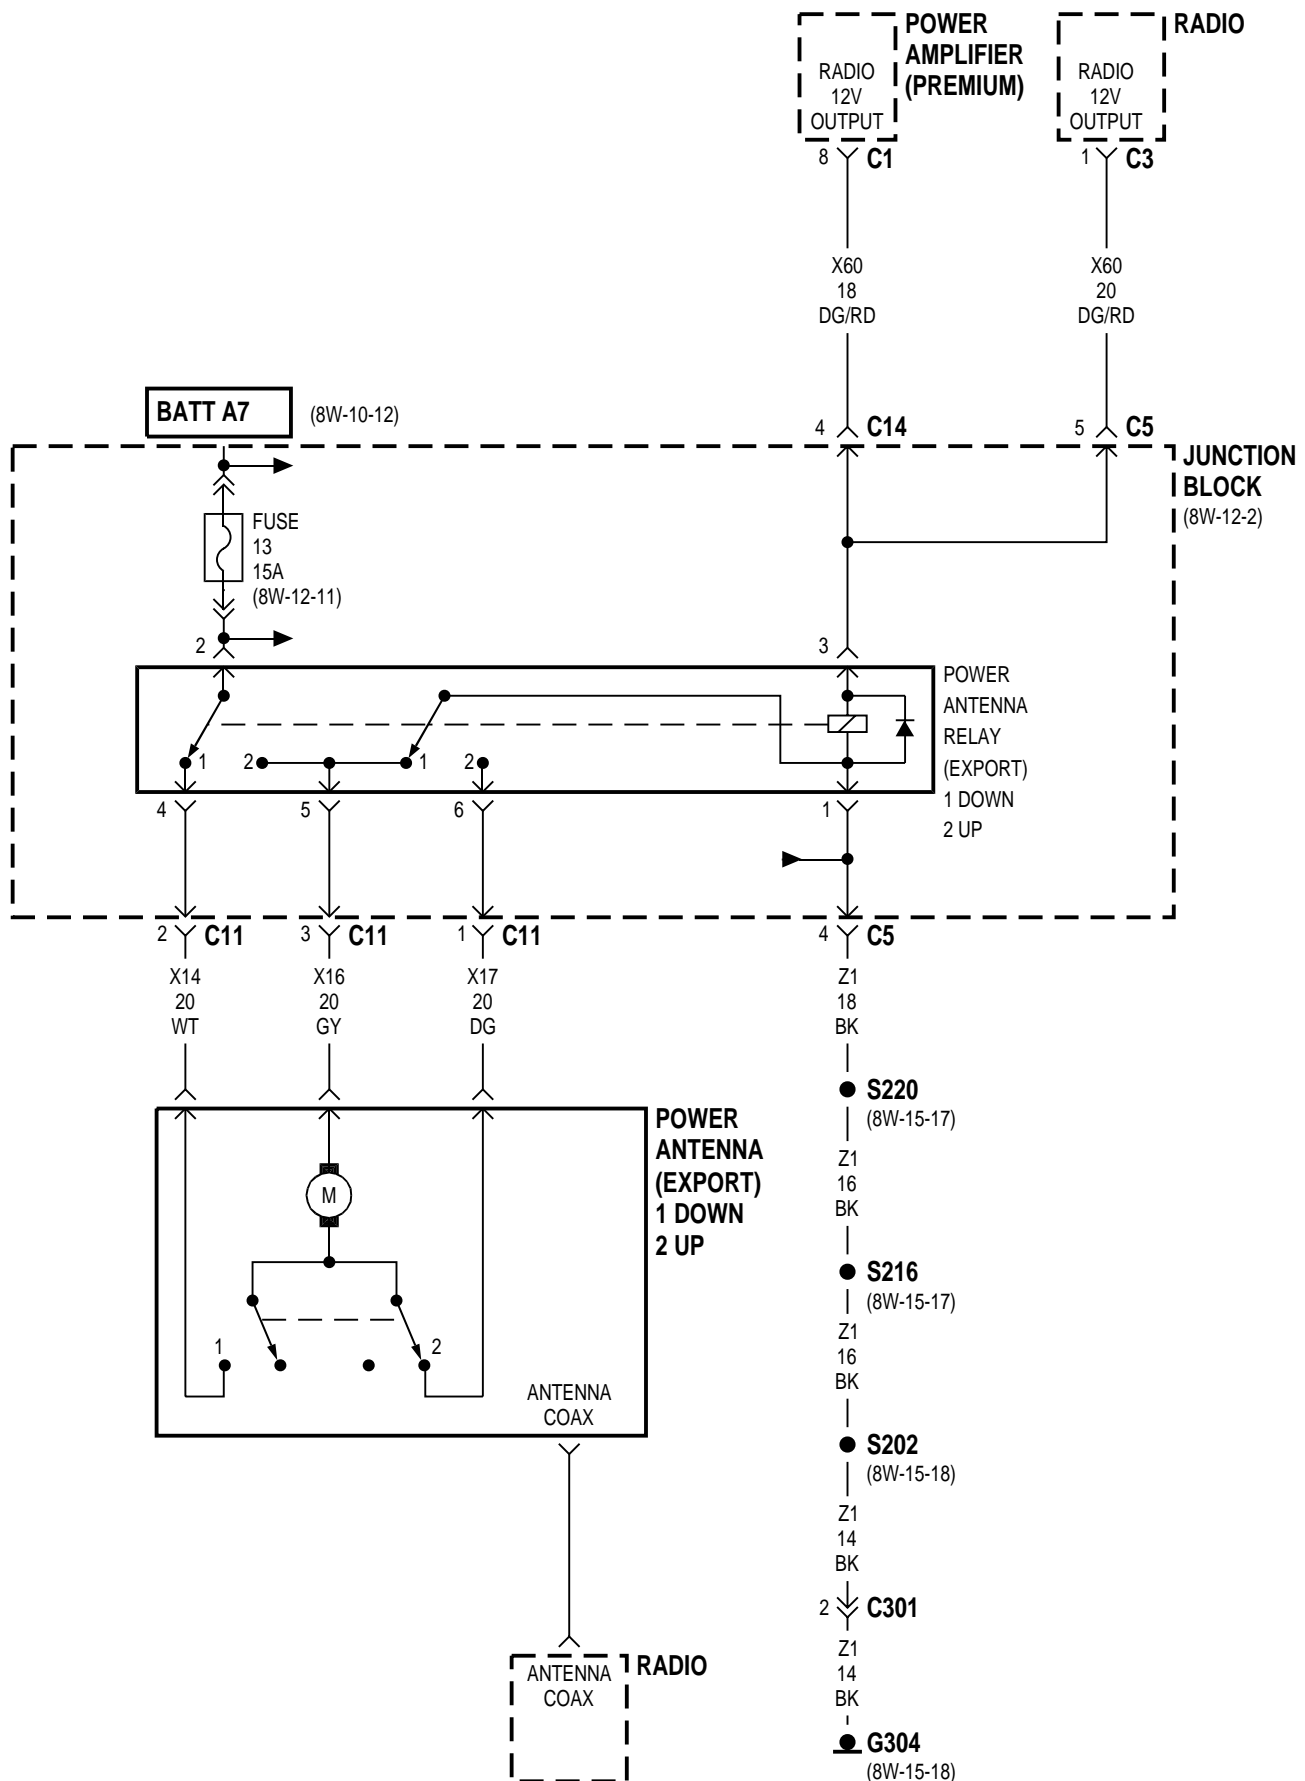 POWER
AMPLIFIER
(PREMIUM)
RADIO
12V
OUTPUT
RADIO
RADIO
12V
OUTPUT
8
C1
1
C3
X60
18
DG/RD
X60
20
DG/RD
BATT A7
(8W-10-12)
4
C14
5
C5
JUNCTION
BLOCK
(8W-12-2)
FUSE
13
15A
(8W-12-11)
2
3
POWER
ANTENNA
RELAY
(EXPORT)
1 DOWN
2 UP
1
2
1
2
4
5
6
1
2
C11
3
C11
1
C11
4
C5
X14
20
WT
X16
20
GY
X17
20
DG
Z1
18
BK
S220
(8W-15-17)
POWER
ANTENNA
(EXPORT)
1 DOWN
2 UP
M
1
2
ANTENNA
COAX
Z1
16
BK
S216
(8W-15-17)
Z1
16
BK
S202
(8W-15-18)
Z1
14
BK
2
C301
Z1
14
BK
G304
(8W-15-18)
RADIO
ANTENNA
COAX